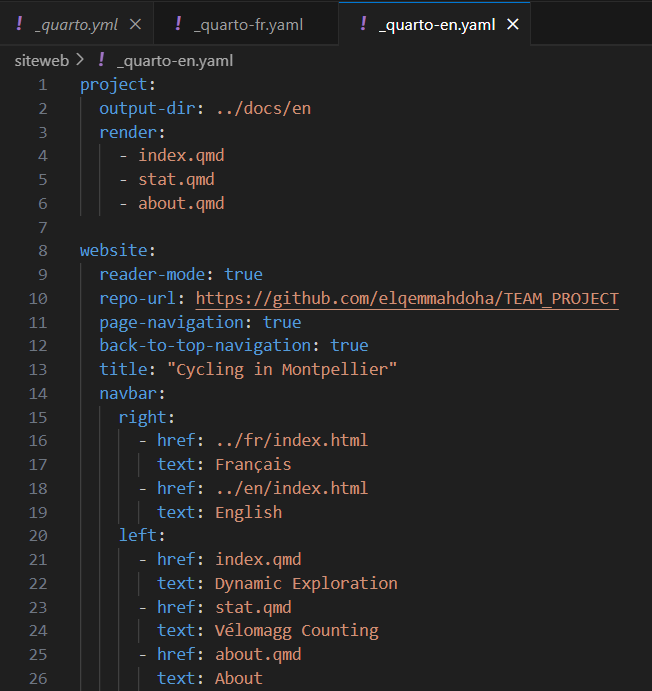 ! _quarto.yml × ! _quarto-fr.yaml ! _quarto-en.yaml ×
siteweb > ! _quarto-en.yaml
1 project:
2   output-dir: ../docs/en
3   render:
4     - index.qmd
5     - stat.qmd
6     - about.qmd
7
8 website:
9   reader-mode: true
10   repo-url: https://github.com/elqemmahdoha/TEAM_PROJECT
11   page-navigation: true
12   back-to-top-navigation: true
13   title: "Cycling in Montpellier"
14   navbar:
15     right:
16       - href: ../fr/index.html
17         text: Français
18       - href: ../en/index.html
19         text: English
20     left:
21       - href: index.qmd
22         text: Dynamic Exploration
23       - href: stat.qmd
24         text: Vélomagg Counting
25       - href: about.qmd
26         text: About